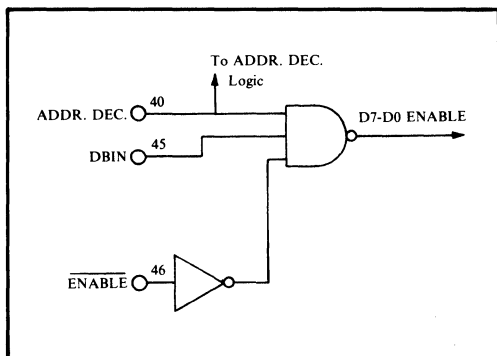 To ADDR. DEC.
Logic
ADDR. DEC. 40
D7-D0 ENABLE
DBIN 45
ENABLE 46